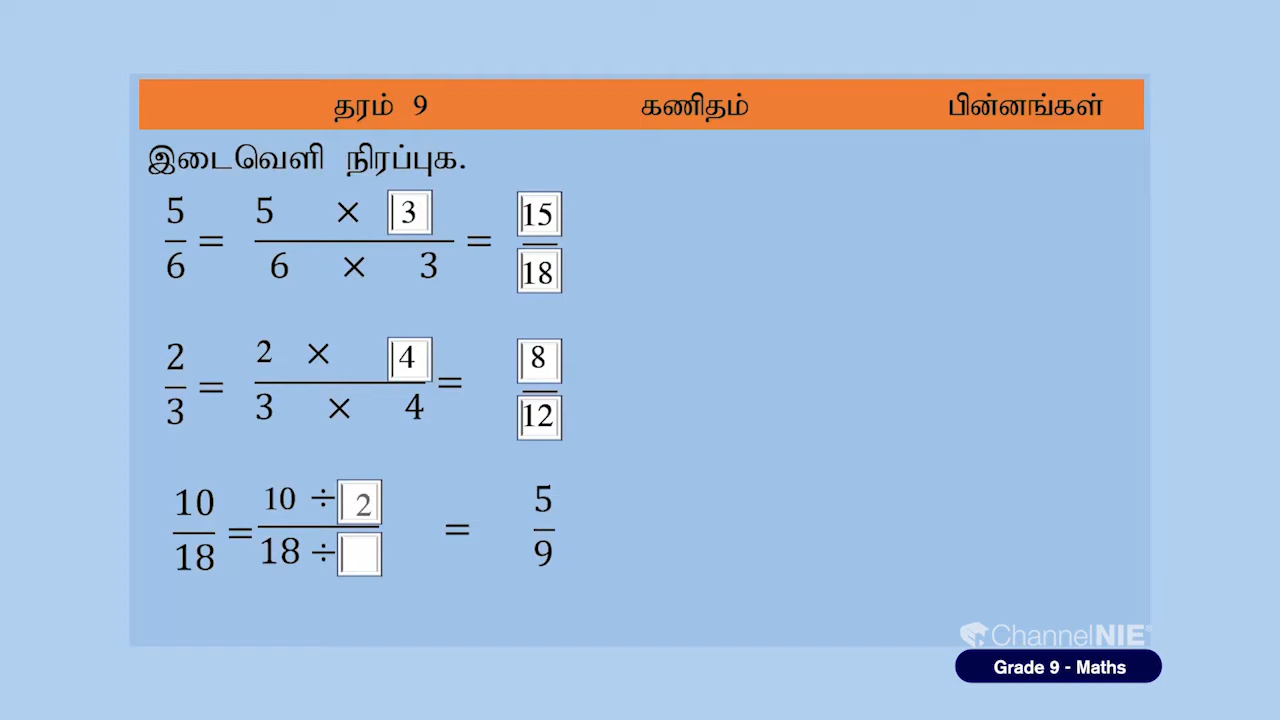 தரம் 9 கணிதம் பின்னங்கள்
இடைவெளி நிரப்புக.
5/6 = 5 × 3 / 6 × 3 = 15/18
2/3 = 2 × 4 / 3 × 4 = 8/12
10/18 = 10 ÷ 2 / 18 ÷ = 5/9
ChannelNIE
Grade 9 - Maths